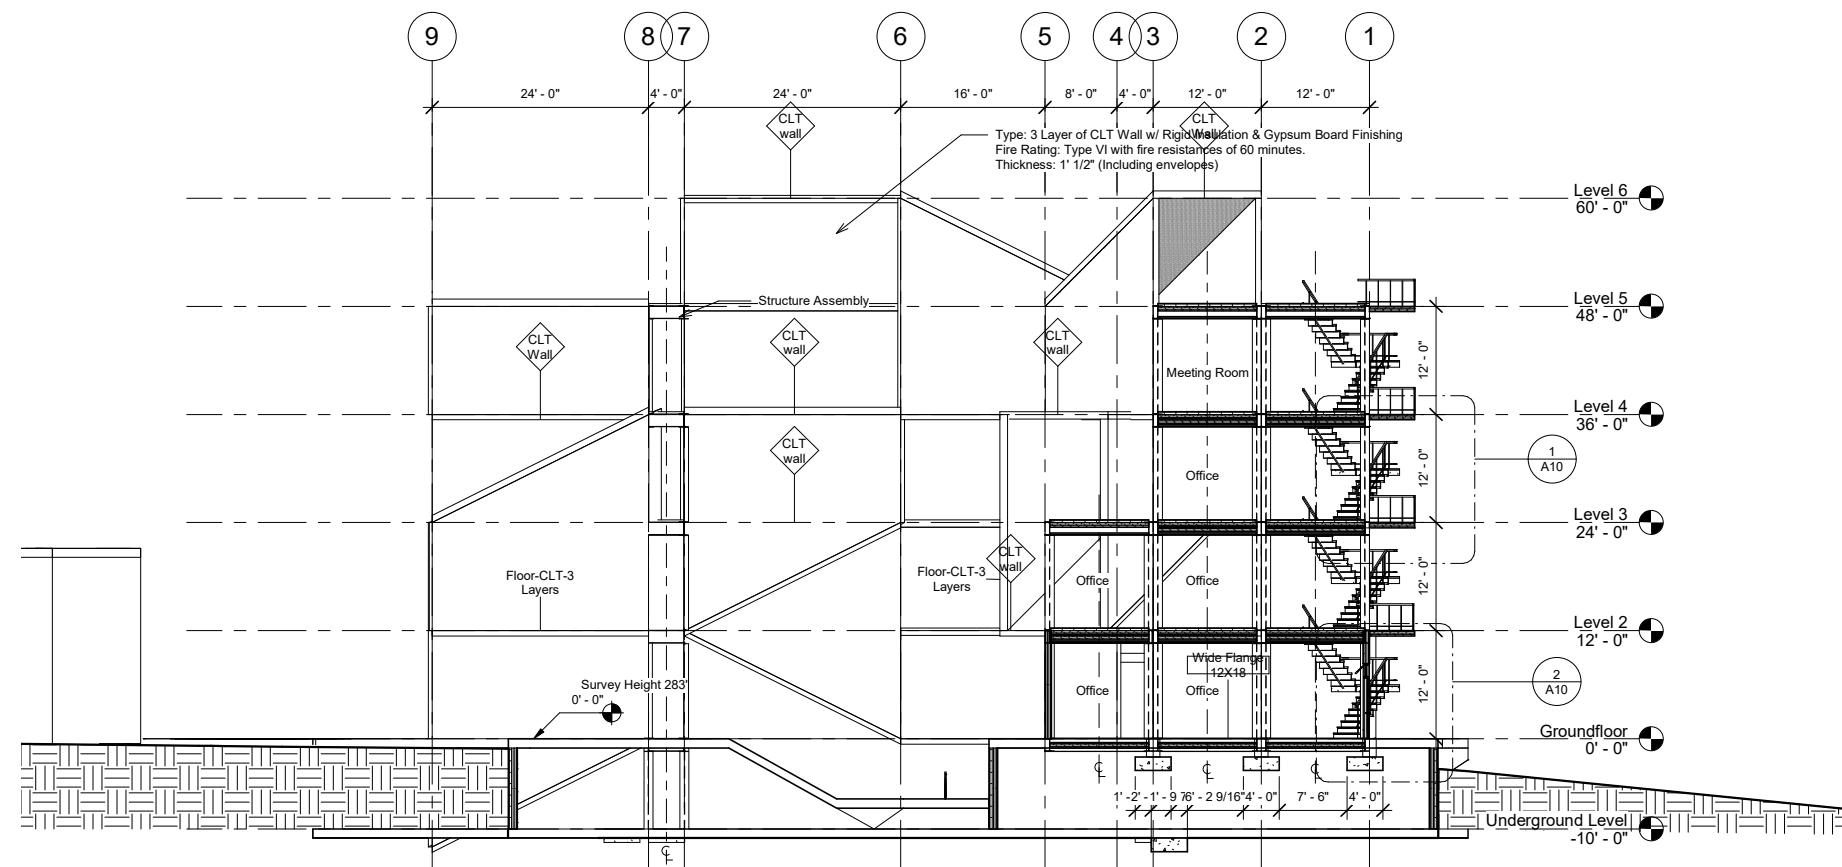 9
8
7
6
5
4
3
2
1
24' - 0"
4' - 0"
24' - 0"
16' - 0"
8' - 0"
4' - 0"
12' - 0"
12' - 0"
CLT
wall
CLT
Wall
Type: 3 Layer of CLT Wall w/ Rigid Insulation & Gypsum Board Finishing
Fire Rating: Type VI with fire resistances of 60 minutes.
Thickness: 1' 1/2" (Including envelopes)
Level 6
60' - 0"
Structure Assembly
Level 5
48' - 0"
CLT
Wall
CLT
wall
CLT
wall
Meeting Room
12' - 0"
Level 4
36' - 0"
CLT
wall
Office
12' - 0"
1
A10
Level 3
24' - 0"
CLT
wall
Floor-CLT-3
Layers
Floor-CLT-3
Layers
Office
Office
12' - 0"
Level 2
12' - 0"
Wide Flange
12X18
Office
Office
12' - 0"
2
A10
Survey Height 283'
0' - 0"
Groundfloor
0' - 0"
6' - 2 9/16"
4' - 0"
7' - 6"
4' - 0"
Underground Level
-10' - 0"